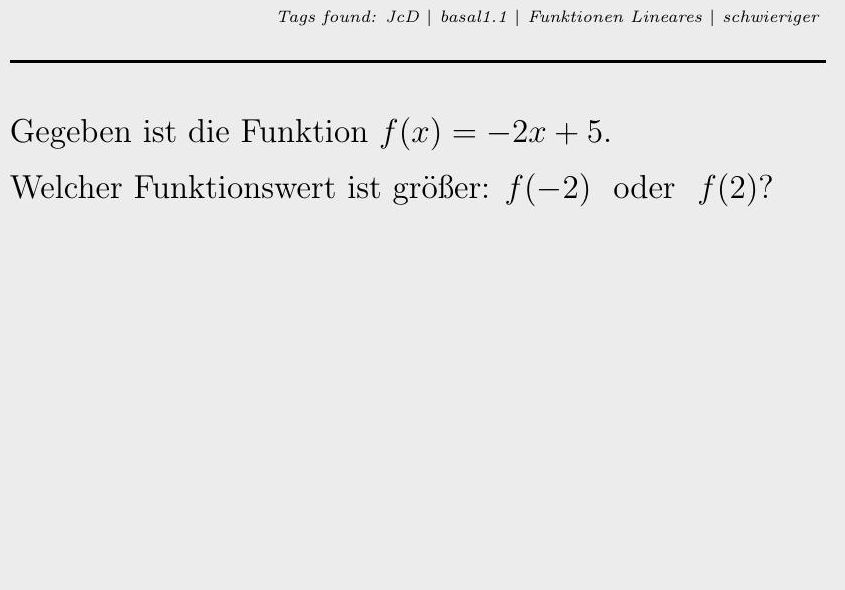 Tags found: JcD | basal1.1 | Funktionen Lineares | schwieriger
Gegeben ist die Funktion f(x) = −2x + 5.
Welcher Funktionswert ist größer: f(−2) oder f(2)?